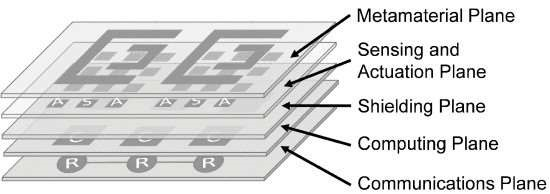 Metamaterial Plane
Sensing and
Actuation Plane
Shielding Plane
Computing Plane
Communications Plane
A S A A S A
C C C
R R R